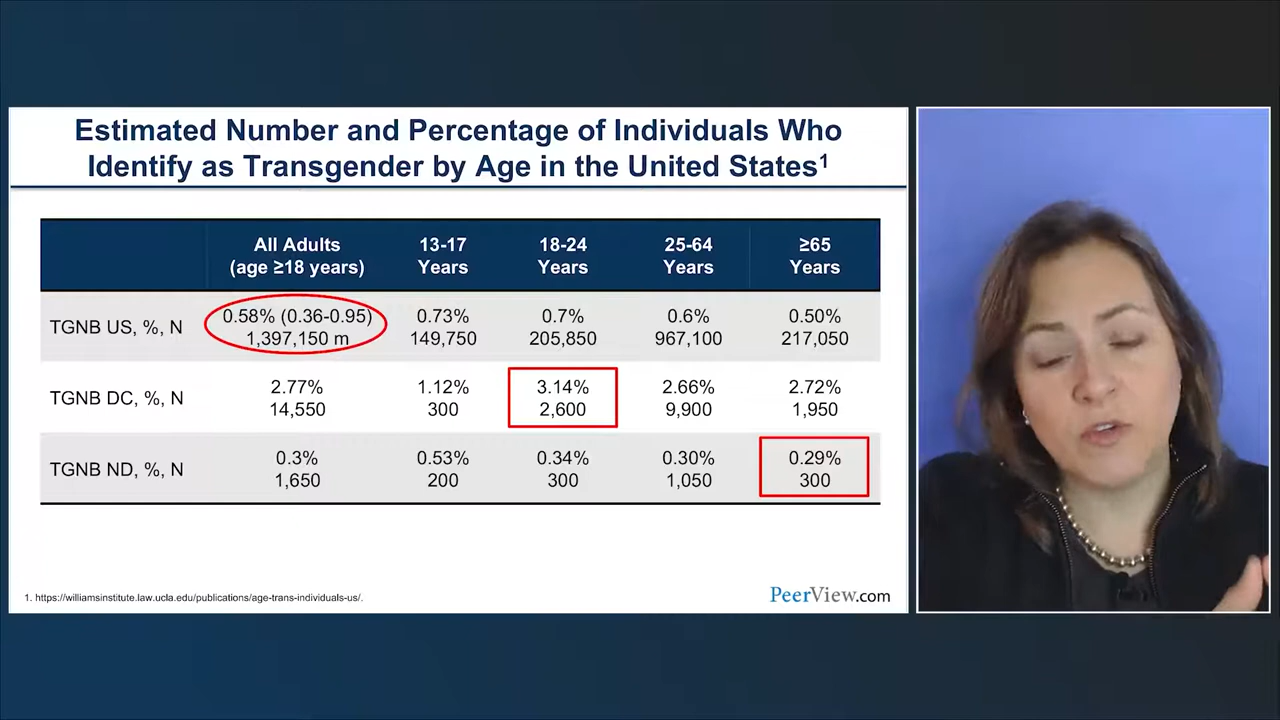 Estimated Number and Percentage of Individuals Who
Identify as Transgender by Age in the United States1
All Adults
(age ≥18 years)
13-17
Years
18-24
Years
25-64
Years
≥65
Years
TGNB US, %, N
0.58% (0.36-0.95)
1,397,150 m
0.73%
149,750
0.7%
205,850
0.6%
967,100
0.50%
217,050
TGNB DC, %, N
2.77%
14,550
1.12%
300
3.14%
2,600
2.66%
9,900
2.72%
1,950
TGNB ND, %, N
0.3%
1,650
0.53%
200
0.34%
300
0.30%
1,050
0.29%
300
1. https://williamsinstitute.law.ucla.edu/publications/age-trans-individuals-us/.
PeerView.com